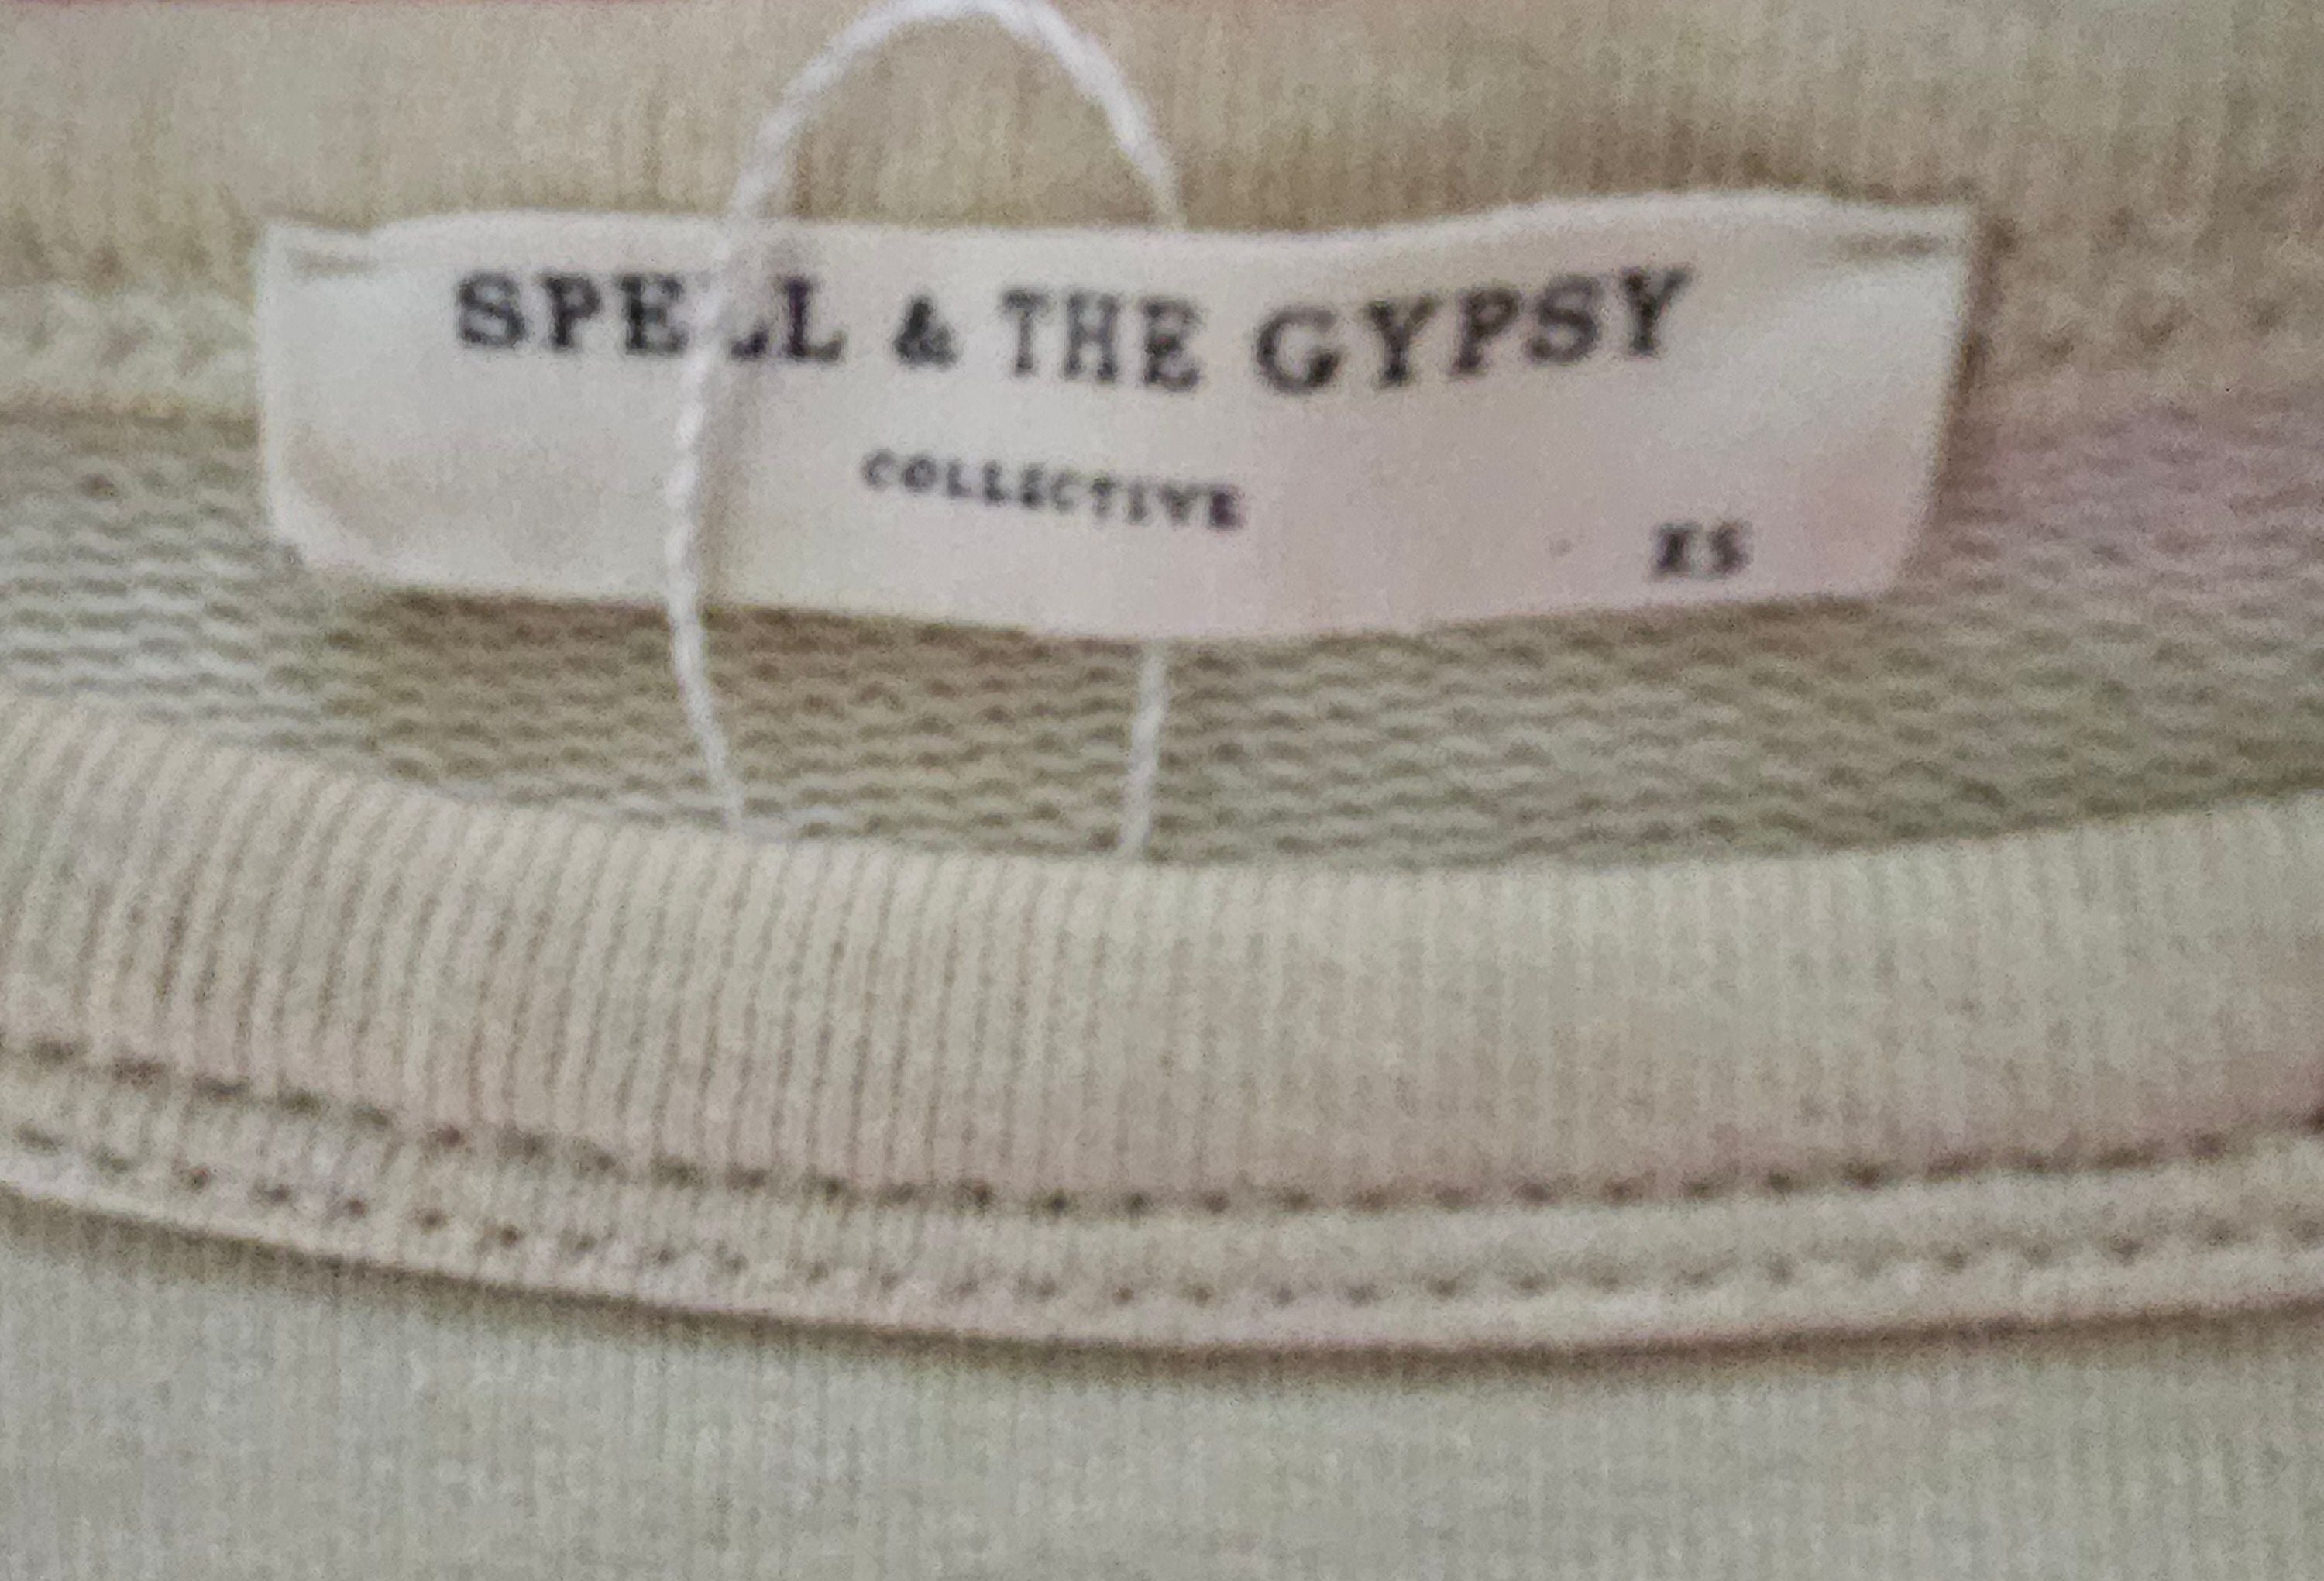 SPELL & THE GYPSY
COLLECTIVE
XS